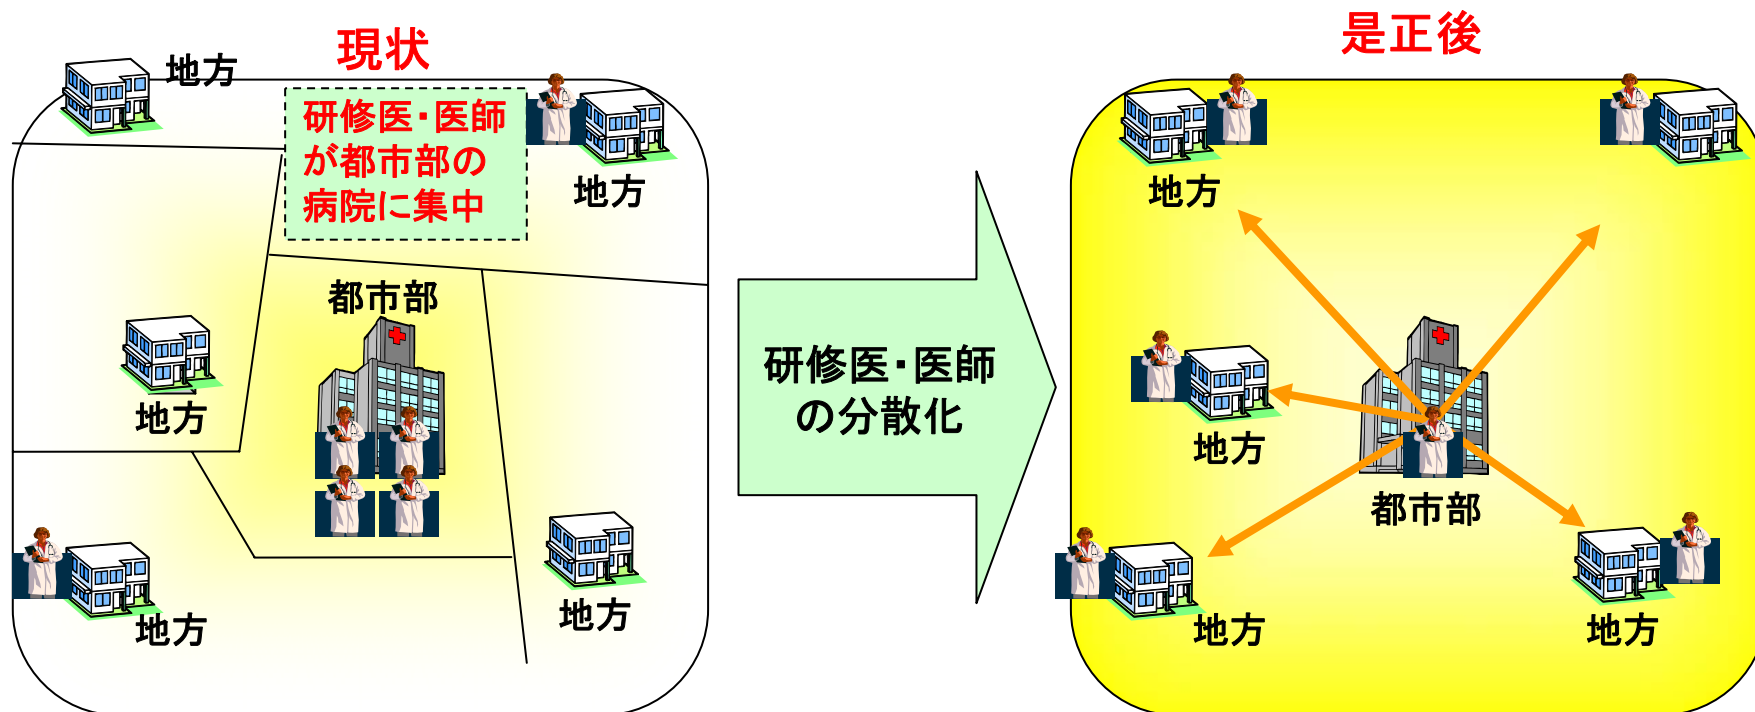 現状
地方
研修医・医師
が都市部の
病院に集中
地方
都市部
地方
地方
地方
研修医・医師
の分散化
是正後
地方
地方
都市部
地方
地方